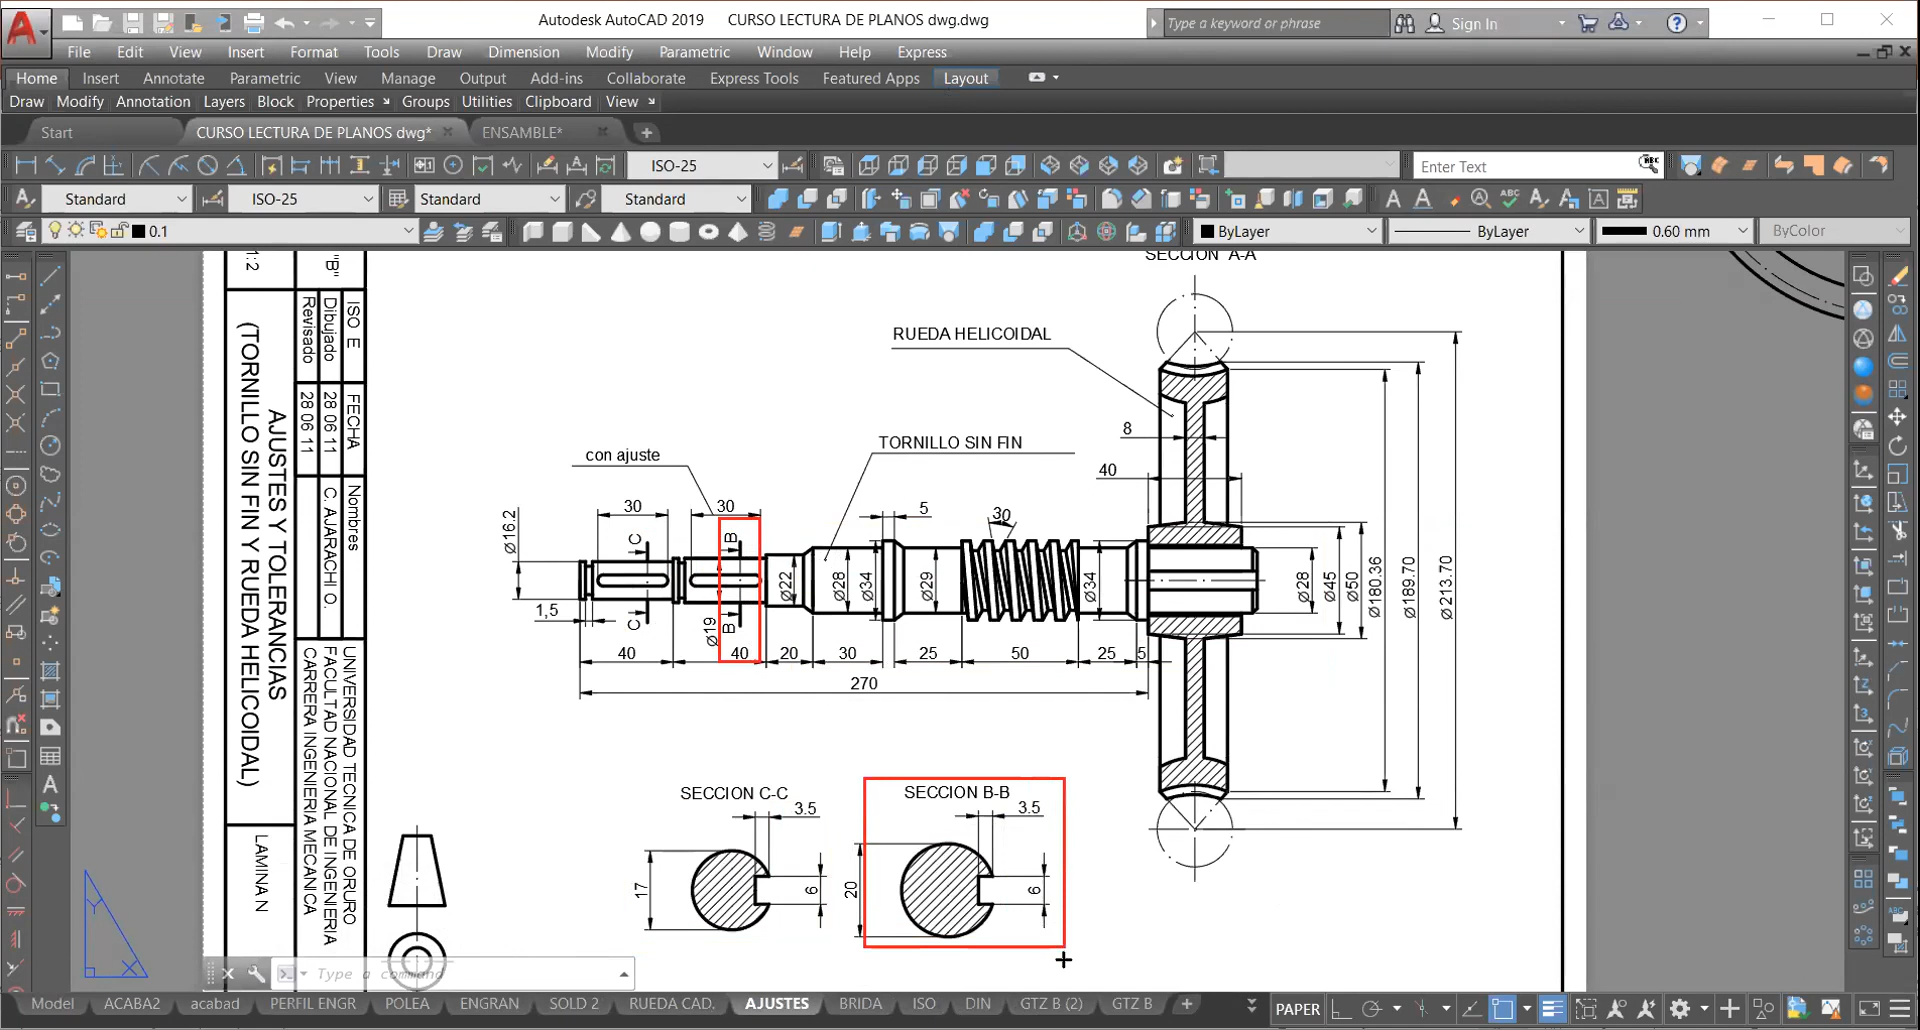 Autodesk AutoCAD 2019 CURSO LECTURA DE PLANOS dwg.dwg
Type a keyword or phrase
Sign In
File Edit View Insert Format Tools Draw Dimension Modify Parametric Window Help Express
Home Insert Annotate Parametric View Manage Output Add-ins Collaborate Express Tools Featured Apps Layout
Draw Modify Annotation Layers Block Properties Groups Utilities Clipboard View
Start CURSO LECTURA DE PLANOS dwg* ENSAMBLE*
ISO-25
Enter Text
ABC
Standard ISO-25 Standard Standard
0.1
ByLayer ByLayer 0.60 mm ByColor
1:2
"B"
ISO E
Dibujado
Revisado
FECHA
28 06 11
28 06 11
Nombres
C. AJARACHI O.
AJUSTES Y TOLERANCIAS
(TORNILLO SIN FIN Y RUEDA HELICOIDAL)
UNIVERSIDAD TECNICA DE ORURO
FACULTAD NACIONAL DE INGENIERIA
CARRERA INGENIERIA MECANICA
LAMINA N
SECCION A-A
RUEDA HELICOIDAL
TORNILLO SIN FIN
con ajuste
8
40
30
30
5
30
Ø16.2
C
C
B
B
Ø19
Ø22
Ø28
Ø34
Ø29
Ø34
Ø28
Ø45
Ø50
Ø180.36
Ø189.70
Ø213.70
1,5
40 40 20 30 25 50 25 5
270
SECCION C-C
3.5
17
6
SECCION B-B
3.5
20
6
Y
X
Type a command
Model ACABA2 acabad PERFIL ENGR POLEA ENGRAN SOLD 2 RUEDA CAD. AJUSTES BRIDA ISO DIN GTZ B (2) GTZ B
PAPER